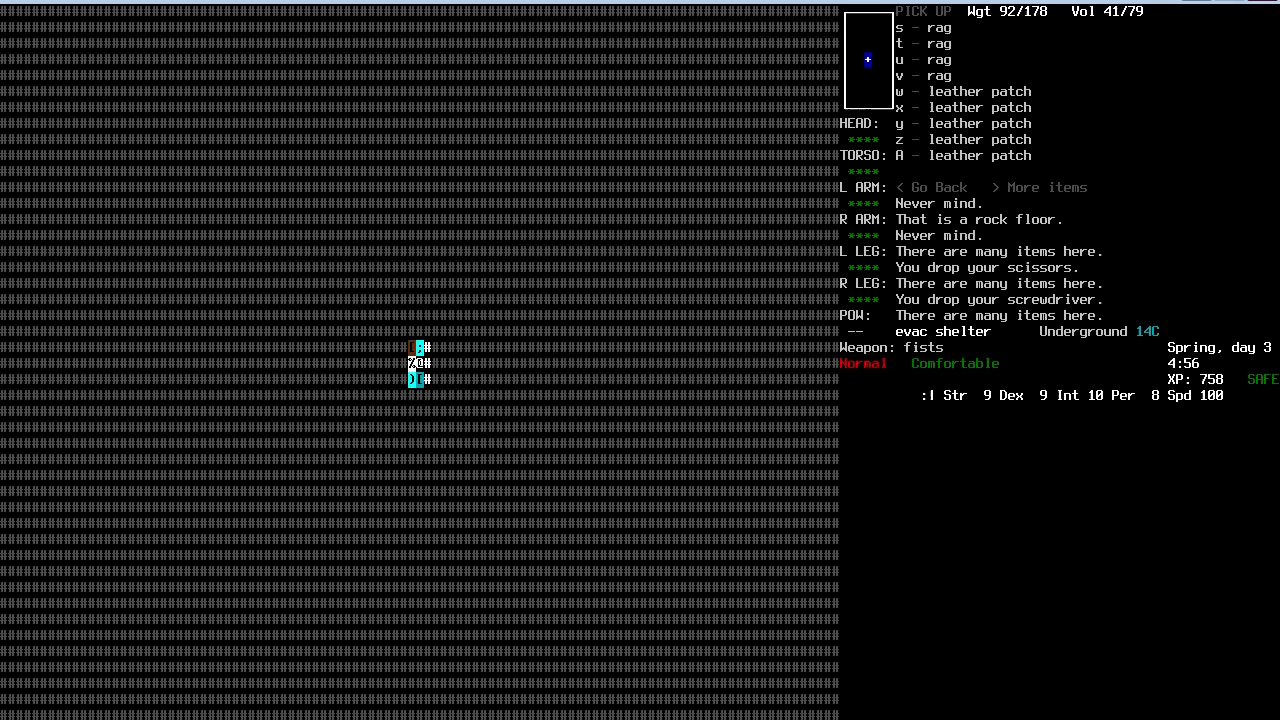 PICK UP Wgt 92/178 Vol 41/79
s - rag
t - rag
u - rag
v - rag
w - leather patch
x - leather patch
HEAD: y - leather patch
**** z - leather patch
TORSO: A - leather patch
****
L ARM: < Go Back > More items
**** Never mind.
R ARM: That is a rock floor.
**** Never mind.
L LEG: There are many items here.
**** You drop your scissors.
R LEG: There are many items here.
**** You drop your screwdriver.
POW: There are many items here.
-- evac shelter Underground 14C
Weapon: fists Spring, day 3
Normal Comfortable 4:56
XP: 758 SAFE
:| Str 9 Dex 9 Int 10 Per 8 Spd 100